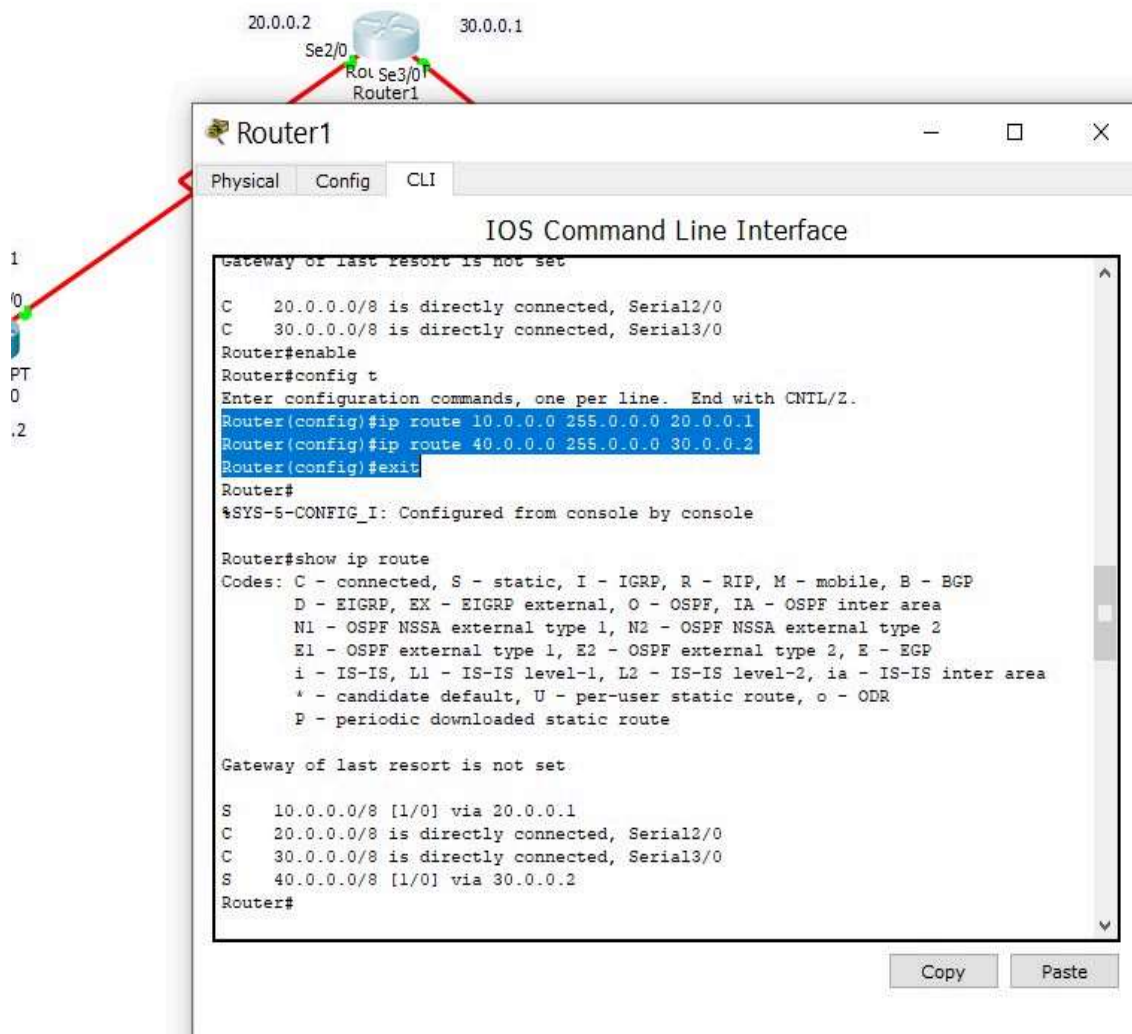 20.0.0.2
30.0.0.1
Se2/0
Se3/0
Router1
Router1
Physical Config CLI
IOS Command Line Interface
1
/0
PT
0
.2
Gateway of last resort is not set
C 20.0.0.0/8 is directly connected, Serial2/0
C 30.0.0.0/8 is directly connected, Serial3/0
Router#enable
Router#config t
Enter configuration commands, one per line. End with CNTL/Z.
Router(config)#ip route 10.0.0.0 255.0.0.0 20.0.0.1
Router(config)#ip route 40.0.0.0 255.0.0.0 30.0.0.2
Router(config)#exit
Router#
%SYS-5-CONFIG_I: Configured from console by console
Router#show ip route
Codes: C - connected, S - static, I - IGRP, R - RIP, M - mobile, B - BGP
D - EIGRP, EX - EIGRP external, O - OSPF, IA - OSPF inter area
N1 - OSPF NSSA external type 1, N2 - OSPF NSSA external type 2
E1 - OSPF external type 1, E2 - OSPF external type 2, E - EGP
i - IS-IS, L1 - IS-IS level-1, L2 - IS-IS level-2, ia - IS-IS inter area
* - candidate default, U - per-user static route, o - ODR
P - periodic downloaded static route
Gateway of last resort is not set
S 10.0.0.0/8 [1/0] via 20.0.0.1
C 20.0.0.0/8 is directly connected, Serial2/0
C 30.0.0.0/8 is directly connected, Serial3/0
S 40.0.0.0/8 [1/0] via 30.0.0.2
Router#
Copy Paste